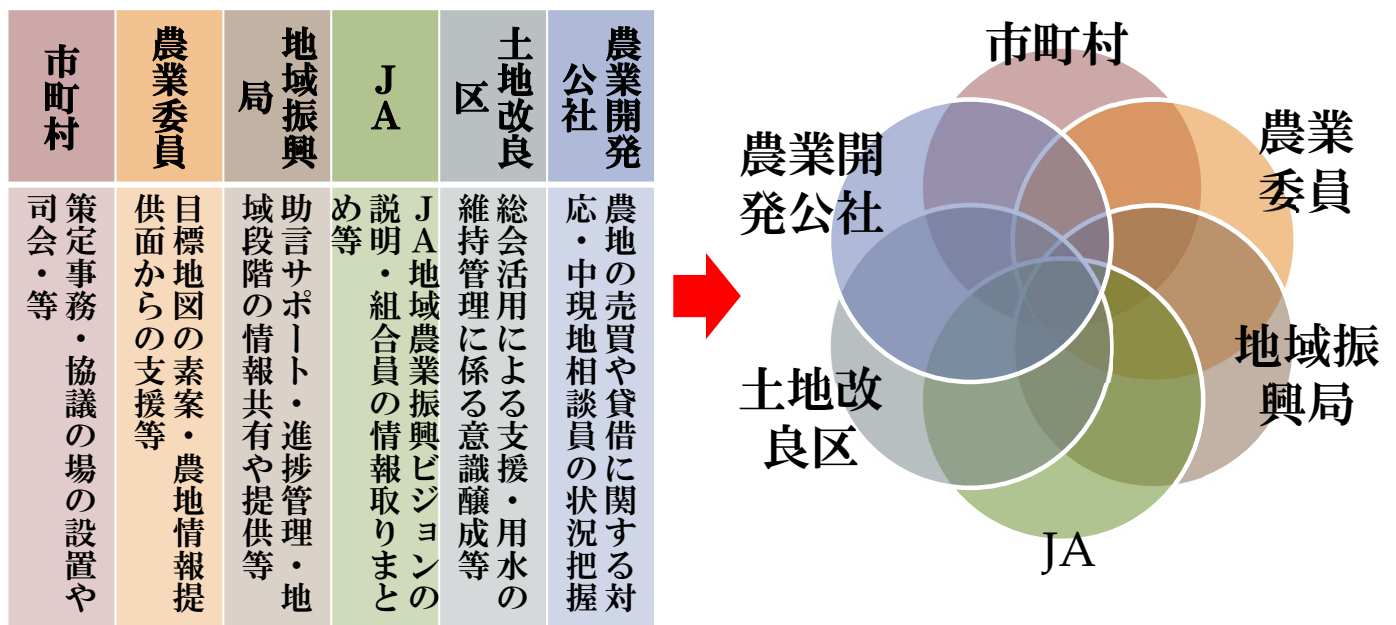 市町村
農業委員
地域振興
局
JA
土地改良
区
農業開発
公社
策定事務・協議の場の設置や
司会・等
目標地図の素案・農地情報提
供面からの支援等
助言サポート・進捗管理・地
域段階の情報共有や提供等
JA地域農業振興ビジョンの
説明・組合員の情報取りまと
め等
総会活用による支援・用水の
維持管理に係る意識醸成等
農地の売買や貸借に関する対
応・中現地相談員の状況把握
市町村
農業
委員
地域振
興局
JA
土地改
良区
農業開
発公社